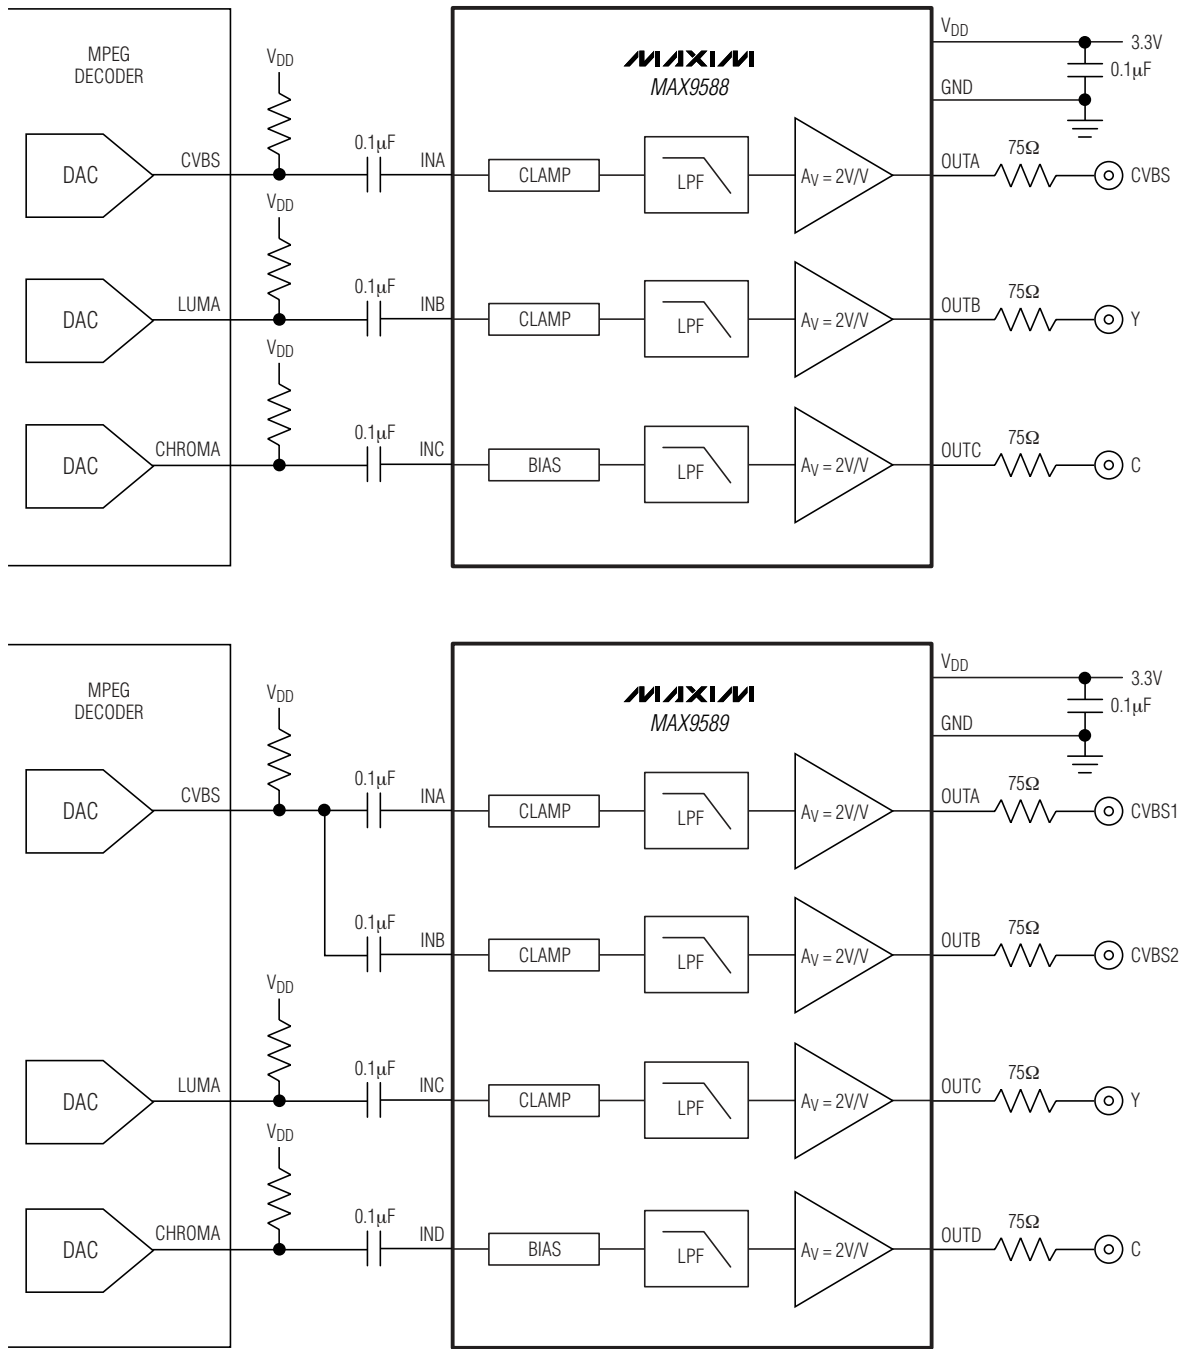 MPEG
DECODER
VDD
MAXIM
MAX9588
VDD
3.3V
0.1µF
GND
DAC
CVBS
0.1µF
INA
CLAMP
LPF
AV = 2V/V
OUTA
75Ω
CVBS
VDD
DAC
LUMA
0.1µF
INB
CLAMP
LPF
AV = 2V/V
OUTB
75Ω
Y
VDD
DAC
CHROMA
0.1µF
INC
BIAS
LPF
AV = 2V/V
OUTC
75Ω
C
MPEG
DECODER
VDD
MAXIM
MAX9589
VDD
3.3V
0.1µF
GND
DAC
CVBS
0.1µF
INA
CLAMP
LPF
AV = 2V/V
OUTA
75Ω
CVBS1
0.1µF
INB
CLAMP
LPF
AV = 2V/V
OUTB
75Ω
CVBS2
VDD
DAC
LUMA
0.1µF
INC
CLAMP
LPF
AV = 2V/V
OUTC
75Ω
Y
VDD
DAC
CHROMA
0.1µF
IND
BIAS
LPF
AV = 2V/V
OUTD
75Ω
C